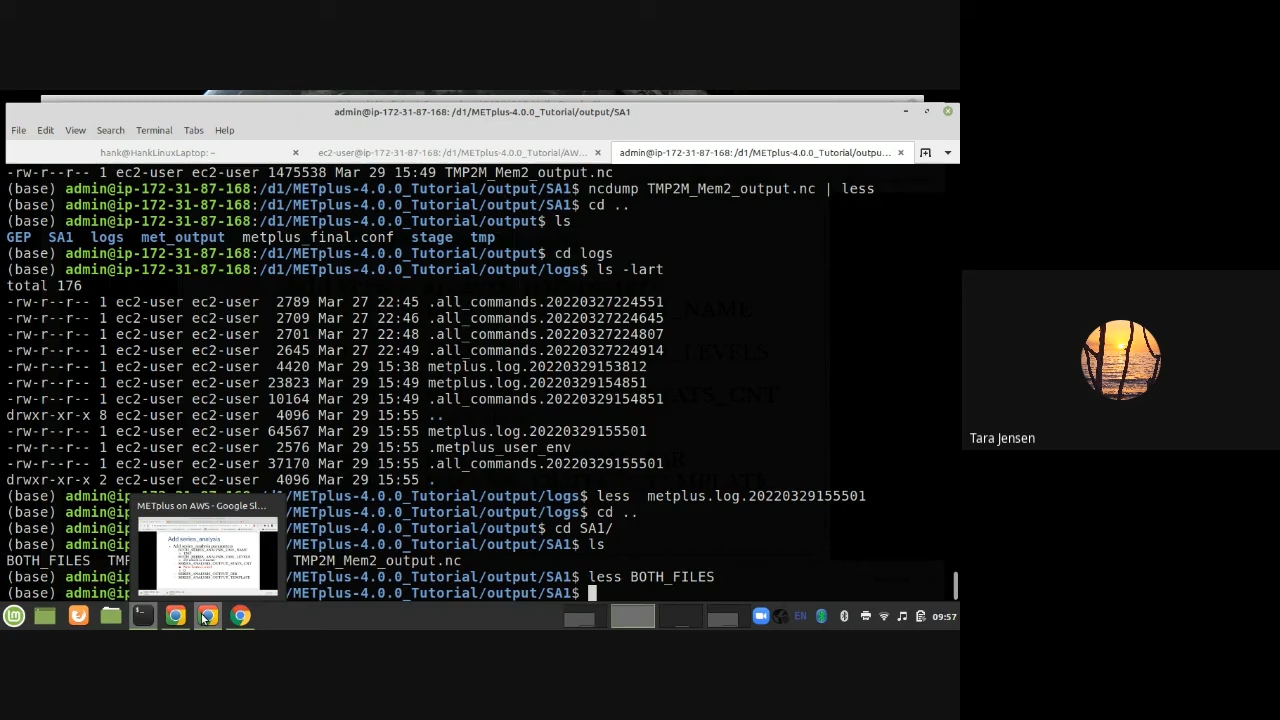 admin@ip-172-31-87-168: /d1/METplus-4.0.0_Tutorial/output/SA1
File Edit View Search Terminal Tabs Help
hank@HankLinuxLaptop: ~
ec2-user@ip-172-31-87-168: /d1/METplus-4.0.0_Tutorial/AW...
admin@ip-172-31-87-168: /d1/METplus-4.0.0_Tutorial/outpu...
-rw-r--r-- 1 ec2-user ec2-user 1475538 Mar 29 15:49 TMP2M_Mem2_output.nc
(base) admin@ip-172-31-87-168:/d1/METplus-4.0.0_Tutorial/output/SA1$ ncdump TMP2M_Mem2_output.nc | less
(base) admin@ip-172-31-87-168:/d1/METplus-4.0.0_Tutorial/output/SA1$ cd ..
(base) admin@ip-172-31-87-168:/d1/METplus-4.0.0_Tutorial/output$ ls
GEP SA1 logs met_output metplus_final.conf stage tmp
(base) admin@ip-172-31-87-168:/d1/METplus-4.0.0_Tutorial/output$ cd logs
(base) admin@ip-172-31-87-168:/d1/METplus-4.0.0_Tutorial/output/logs$ ls -lart
total 176
-rw-r--r-- 1 ec2-user ec2-user 2789 Mar 27 22:45 .all_commands.20220327224551
-rw-r--r-- 1 ec2-user ec2-user 2709 Mar 27 22:46 .all_commands.20220327224645
-rw-r--r-- 1 ec2-user ec2-user 2701 Mar 27 22:48 .all_commands.20220327224807
-rw-r--r-- 1 ec2-user ec2-user 2645 Mar 27 22:49 .all_commands.20220327224914
-rw-r--r-- 1 ec2-user ec2-user 4420 Mar 29 15:38 metplus.log.20220329153812
-rw-r--r-- 1 ec2-user ec2-user 23823 Mar 29 15:49 metplus.log.20220329154851
-rw-r--r-- 1 ec2-user ec2-user 10164 Mar 29 15:49 .all_commands.20220329154851
drwxr-xr-x 8 ec2-user ec2-user 4096 Mar 29 15:55 ..
-rw-r--r-- 1 ec2-user ec2-user 64567 Mar 29 15:55 metplus.log.20220329155501
-rw-r--r-- 1 ec2-user ec2-user 2576 Mar 29 15:55 .metplus_user_env
-rw-r--r-- 1 ec2-user ec2-user 37170 Mar 29 15:55 .all_commands.20220329155501
drwxr-xr-x 2 ec2-user ec2-user 4096 Mar 29 15:55 .
(base) admin@ip-172-31-87-168:/d1/METplus-4.0.0_Tutorial/output/logs$ less metplus.log.20220329155501
(base) METplus-4.0.0_Tutorial/output/logs$ cd ..
(base) METplus-4.0.0_Tutorial/output$ cd SA1/
(base) METplus-4.0.0_Tutorial/output/SA1$ ls
BOTH_FILES TMP2M_Mem2_output.nc
(base) METplus-4.0.0_Tutorial/output/SA1$ less BOTH_FILES
(base) METplus-4.0.0_Tutorial/output/SA1$
METplus on AWS - Google Sl...
Add series_analysis
EN
09:57
Tara Jensen